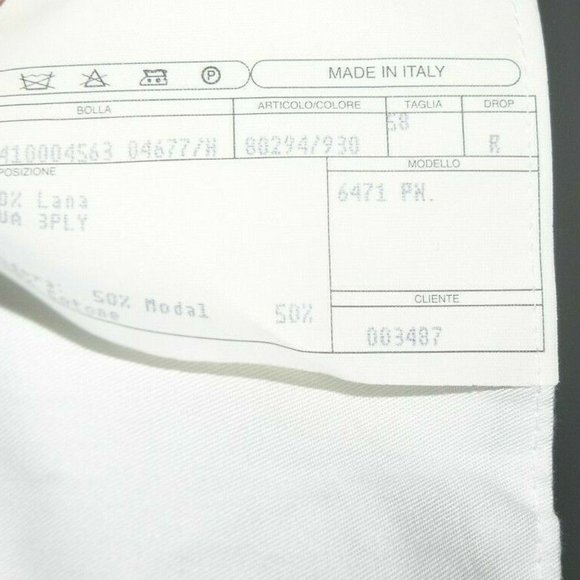 P MADE IN ITALY
BOLLA ARTICOLO/COLORE TAGLIA DROP
410004563 04677/H 80294/930 58 R
POSIZIONE MODELLO
0% Lana 6471 PN.
3PLY
50% Modal 50%
CLIENTE
003487